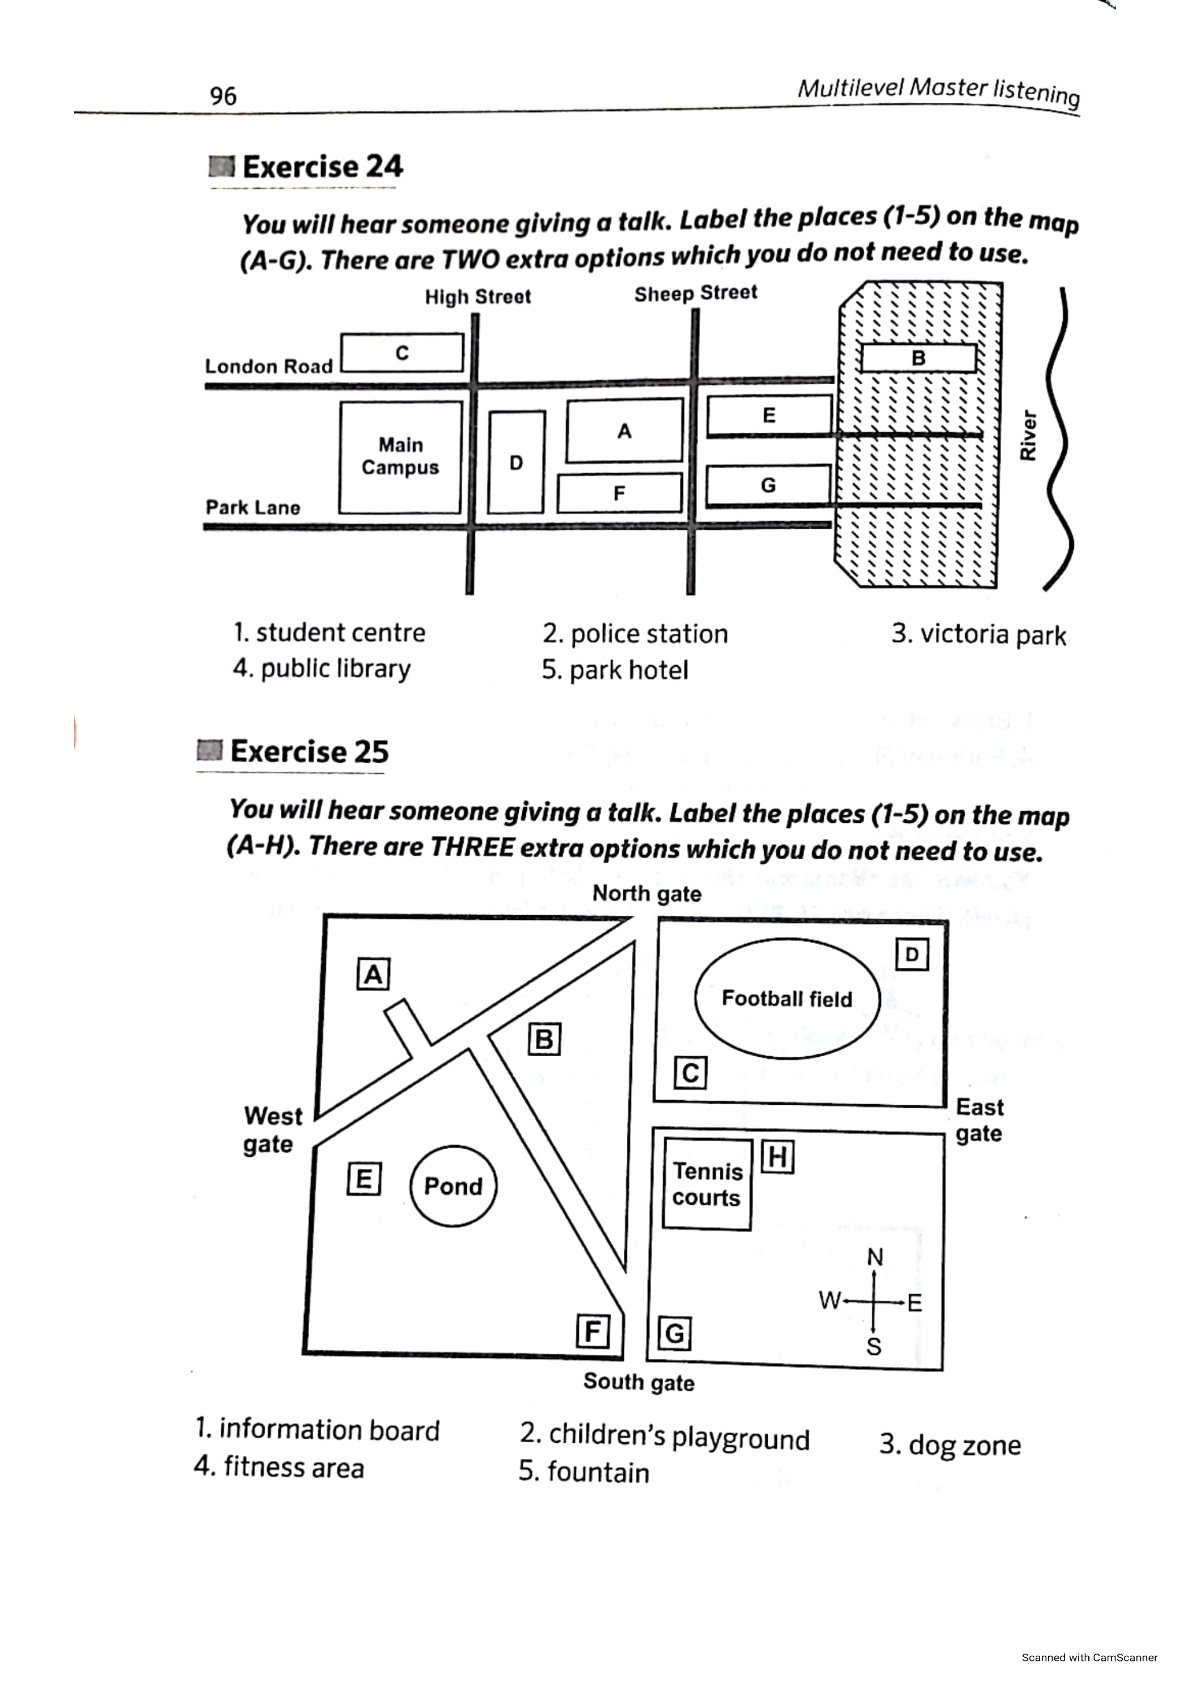 96
Multilevel Master listening
Exercise 24
You will hear someone giving a talk. Label the places (1-5) on the map
(A-G). There are TWO extra options which you do not need to use.
High Street
Sheep Street
London Road
C
B
Main
Campus
D
A
E
F
G
River
Park Lane
1. student centre
2. police station
3. victoria park
4. public library
5. park hotel
Exercise 25
You will hear someone giving a talk. Label the places (1-5) on the map
(A-H). There are THREE extra options which you do not need to use.
North gate
A
D
Football field
B
C
West
gate
East
gate
E
Pond
Tennis
courts
H
N
W
E
S
F
G
South gate
1. information board
2. children's playground
3. dog zone
4. fitness area
5. fountain
Scanned with CamScanner